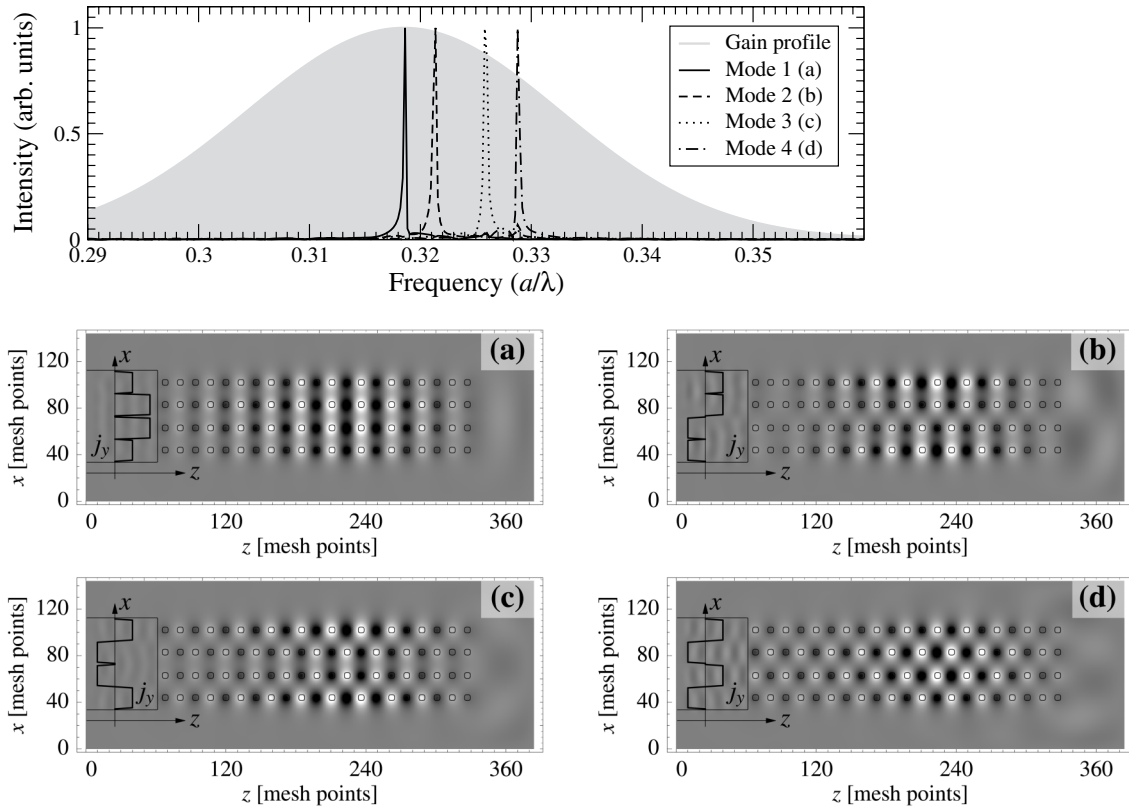 Intensity (arb. units)
1
0.5
0
Gain profile
Mode 1 (a)
Mode 2 (b)
Mode 3 (c)
Mode 4 (d)
0.29 0.3 0.31 0.32 0.33 0.34 0.35
Frequency (a/λ)
(a)
x [mesh points]
120
80
40
0
x
j_y
z
0 120 240 360
z [mesh points]
(b)
x [mesh points]
120
80
40
0
x
j_y
z
0 120 240 360
z [mesh points]
(c)
x [mesh points]
120
80
40
0
x
j_y
z
0 120 240 360
z [mesh points]
(d)
x [mesh points]
120
80
40
0
x
j_y
z
0 120 240 360
z [mesh points]